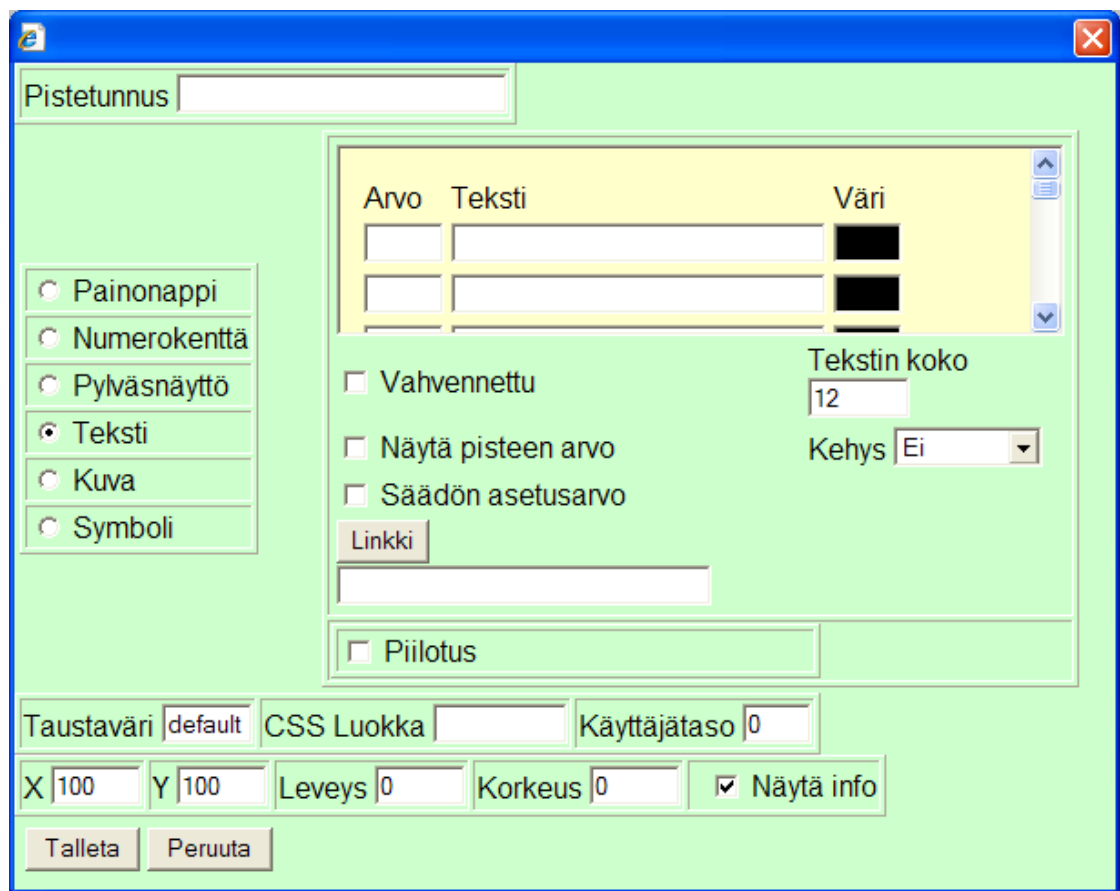 Pistetunnus
Arvo Teksti Väri
Painonappi
Numerokenttä
Pylväsnäyttö
Teksti
Kuva
Symboli
Vahvennettu
Tekstin koko
12
Näytä pisteen arvo
Kehys Ei
Säädön asetusarvo
Linkki
Piilotus
Taustaväri default CSS Luokka Käyttäjätaso 0
X 100 Y 100 Leveys 0 Korkeus 0 Näytä info
Talleta Peruuta